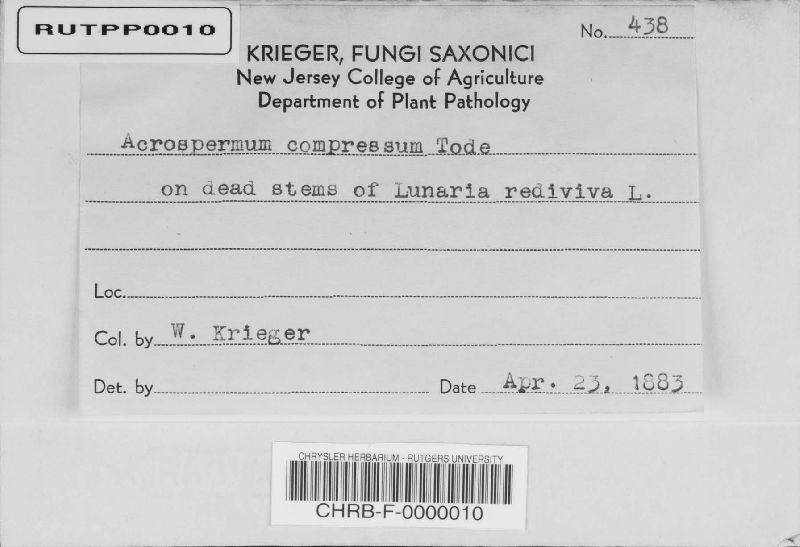 RUTPP0010
No. 438
KRIEGER, FUNGI SAXONICI
New Jersey College of Agriculture
Department of Plant Pathology
Acrospermum compressum Tode
on dead stems of Lunaria rediviva L.
Loc.
Col. by W. Krieger
Det. by Date Apr. 23, 1883
CHRYSLER HERBARIUM - RUTGERS UNIVERSITY
CHRB-F-0000010